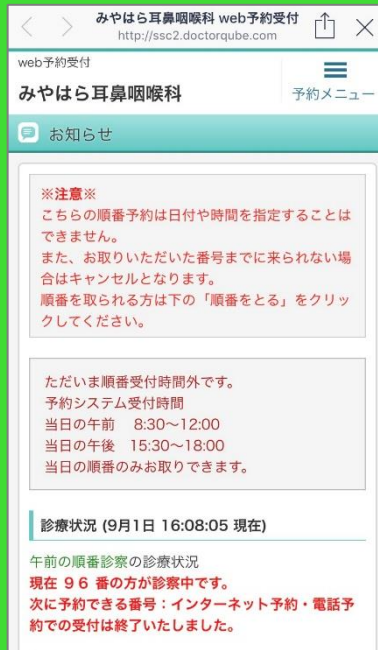 みやはら耳鼻咽喉科 web予約受付
http://ssc2.doctorqube.com
web予約受付
みやはら耳鼻咽喉科
予約メニュー
お知らせ
※注意※
こちらの順番予約は日付や時間を指定することは
できません。
また、お取りいただいた番号までに来られない場
合はキャンセルとなります。
順番を取られる方は下の「順番をとる」をクリッ
クしてください。
ただいま順番受付時間外です。
予約システム受付時間
当日の午前 8:30～12:00
当日の午後 15:30～18:00
当日の順番のみお取りできます。
診療状況 (9月1日 16:08:05 現在)
午前の順番診察の診療状況
現在 ９６ 番の方が診察中です。
次に予約できる番号：インターネット予約・電話予
約での受付は終了いたしました。